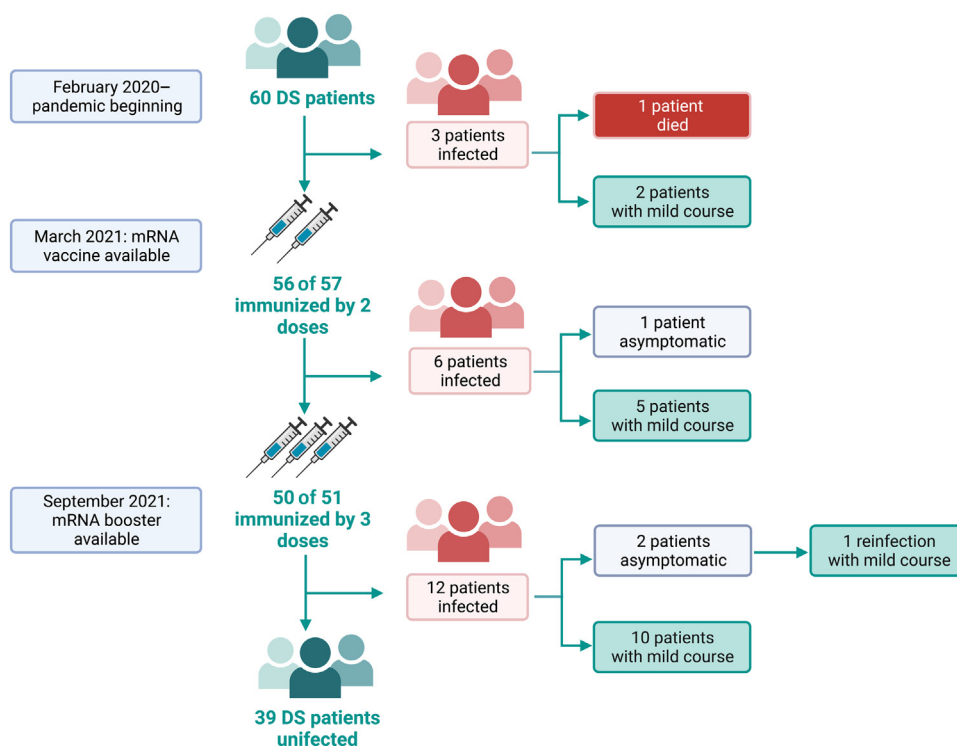 February 2020–
pandemic beginning
60 DS patients
3 patients
infected
1 patient
died
2 patients
with mild course
March 2021: mRNA
vaccine available
56 of 57
immunized by 2
doses
6 patients
infected
1 patient
asymptomatic
5 patients
with mild course
September 2021:
mRNA booster
available
50 of 51
immunized by 3
doses
12 patients
infected
2 patients
asymptomatic
1 reinfection
with mild course
10 patients
with mild course
39 DS patients
unifected